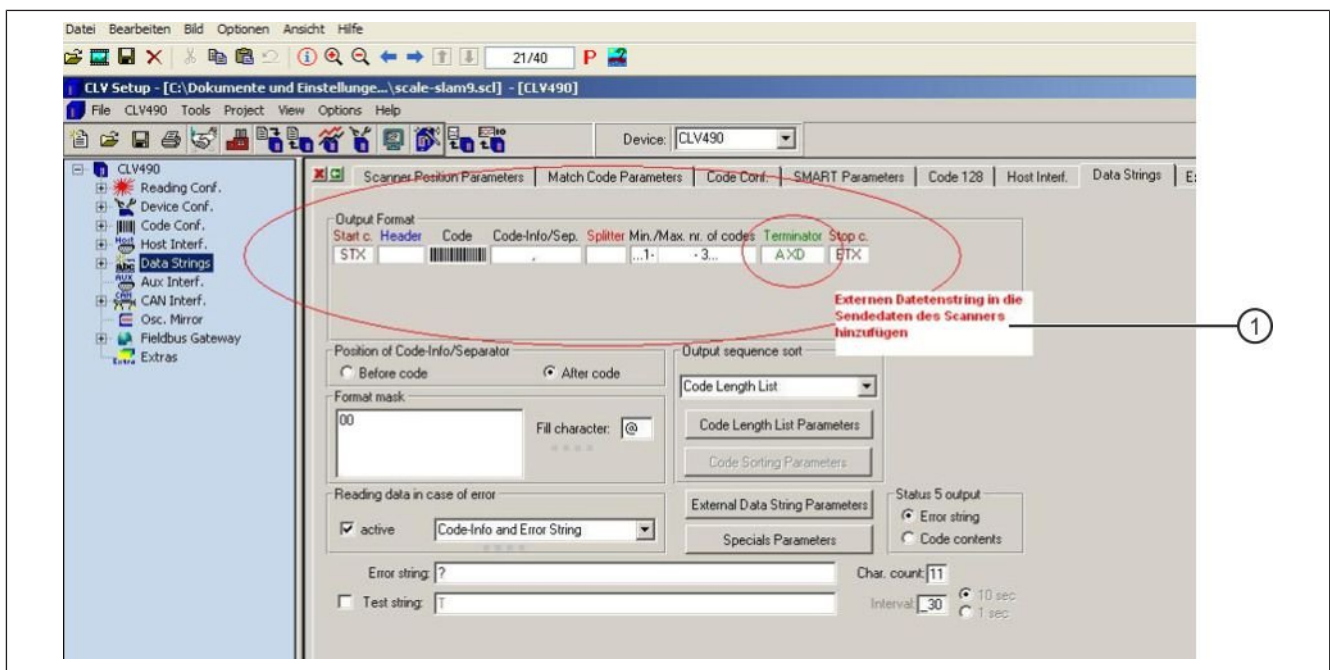 Datei Bearbeiten Bild Optionen Ansicht Hilfe
21/40 P
CLV Setup - [C:\Dokumente und Einstellunge...\scale-slam9.scl] - [CLV490]
File CLV490 Tools Project View Options Help
Device: CLV490
CLV490
Reading Conf.
Device Conf.
Code Conf.
Host Interf.
Data Strings
Aux Interf.
CAN Interf.
Osc. Mirror
Fieldbus Gateway
Extras
Scanner Position Parameters Match Code Parameters Code Conf. SMART Parameters Code 128 Host Interf. Data Strings
Output Format
Start c. Header Code Code-Info/Sep. Splitter Min./Max. nr. of codes Terminator Stop c.
STX , ...1- - 3... AXD ETX
Externen Datetenstring in die
Sendedaten des Scanners
hinzufügen
1
Position of Code-Info/Separator
Before code After code
Output sequence sort
Code Length List
Format mask
00
Fill character: @
Code Length List Parameters
Code Sorting Parameters
Reading data in case of error
active Code-Info and Error String
External Data String Parameters
Specials Parameters
Status 5 output
Error string
Code contents
Error string: ? Char. count: 11
Test string: T Interval: _30 10 sec
1 sec